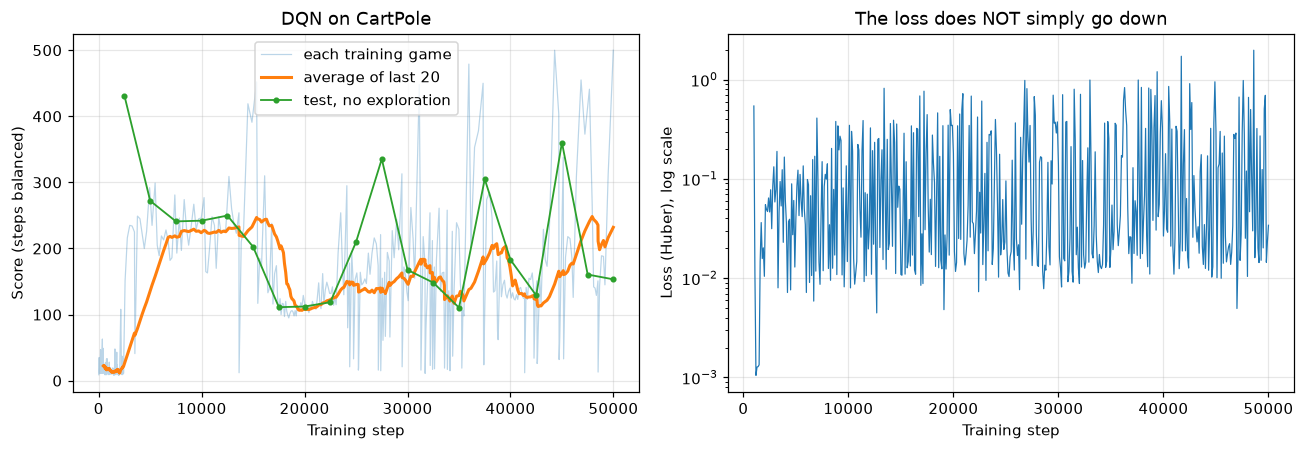 DQN on CartPole
Score (steps balanced)
500
400
300
200
100
0
each training game
average of last 20
test, no exploration
0 10000 20000 30000 40000 50000
Training step
The loss does NOT simply go down
Loss (Huber), log scale
10⁰
10⁻¹
10⁻²
10⁻³
0 10000 20000 30000 40000 50000
Training step